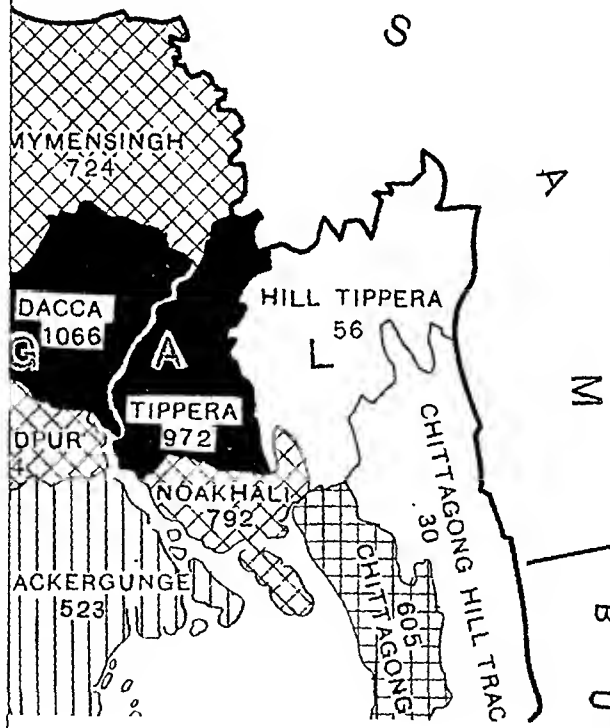 S
A
M
MYMENSINGH
724
DACCA
1066
G
A
L
HILL TIPPERA
56
TIPPERA
972
DPUR
4
NOAKHALI
792
ACKERGUNGE
523
CHITTAGONG
605
CHITTAGONG HILL TRAC
30
B
U